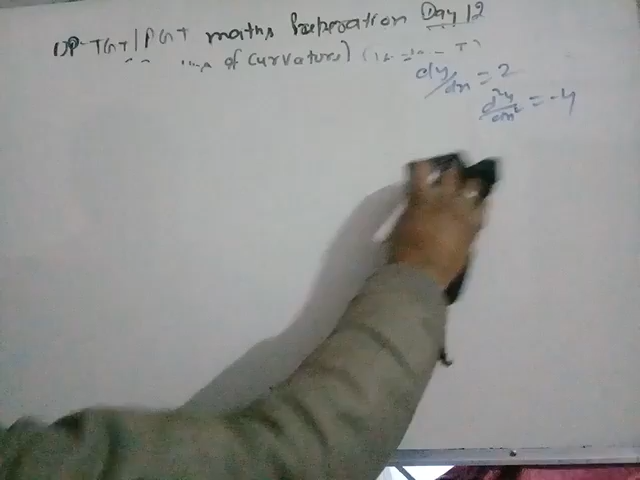 UP-TGT/PGT maths Preparation Day 12
of curvature)
dy/dx = 2
d²y/dx² = -4